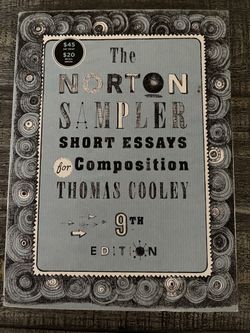 $45
$20
The
NORTON
SAMPLER
SHORT ESSAYS
for Composition
THOMAS COOLEY
9TH
EDITION